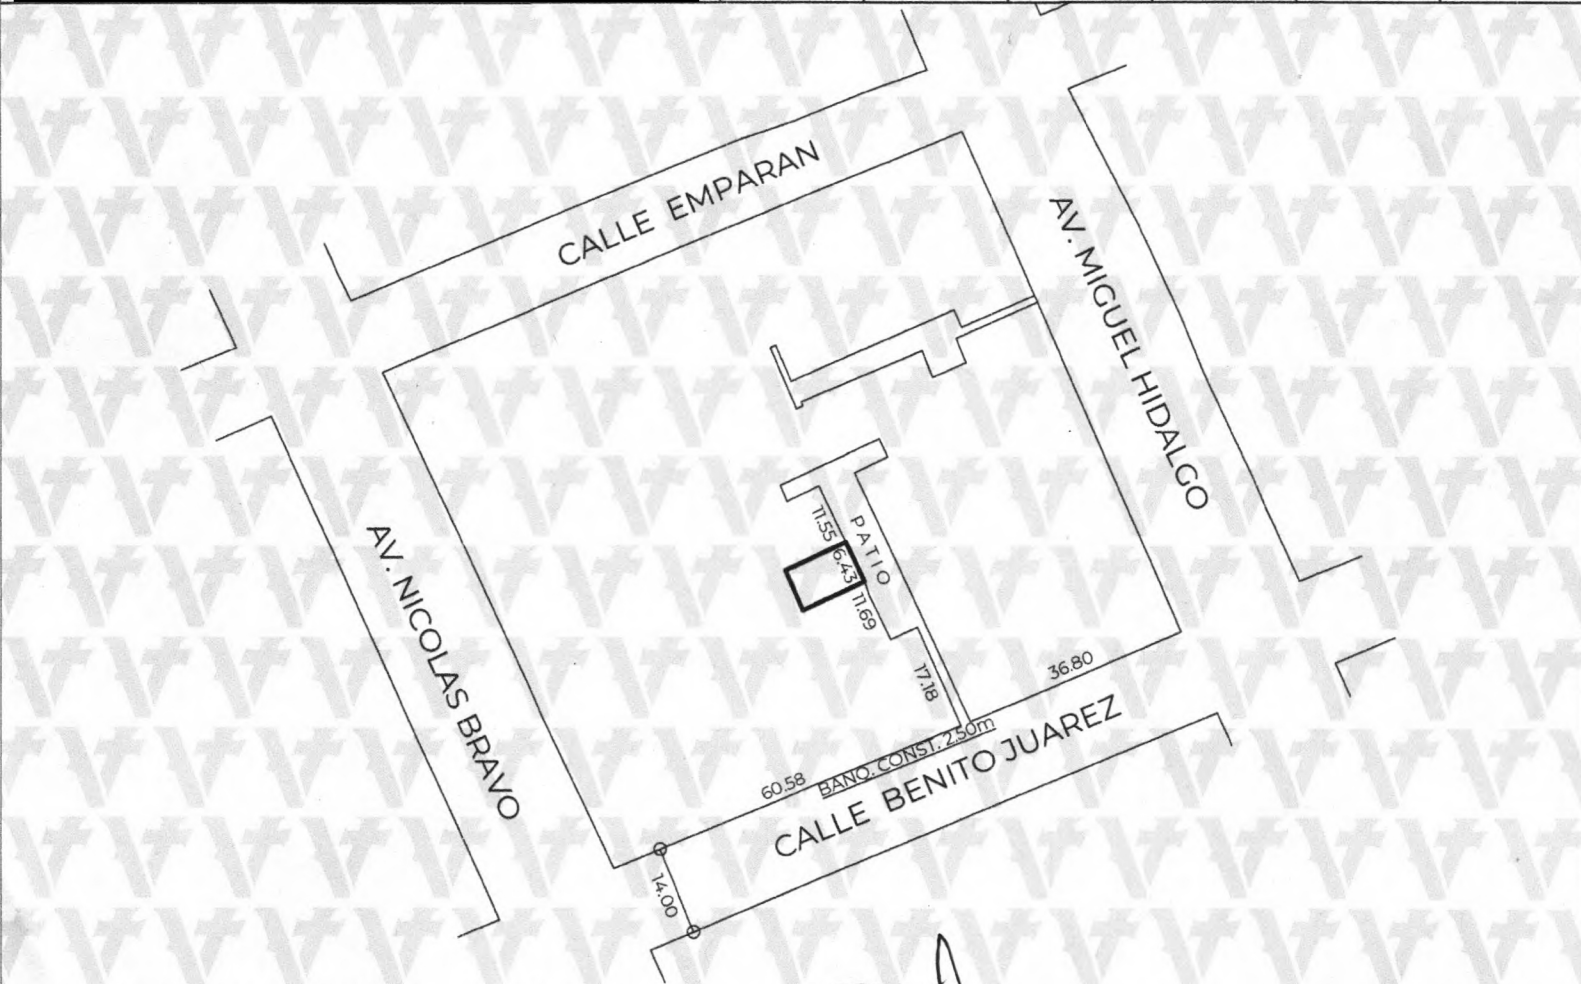 CALLE EMPARAN
AV. MIGUEL HIDALGO
PATIO
11.55
6.43
11.69
17.18
36.80
AV. NICOLAS BRAVO
BANQ. CONST. 2.50m
60.58
CALLE BENITO JUAREZ
14.00